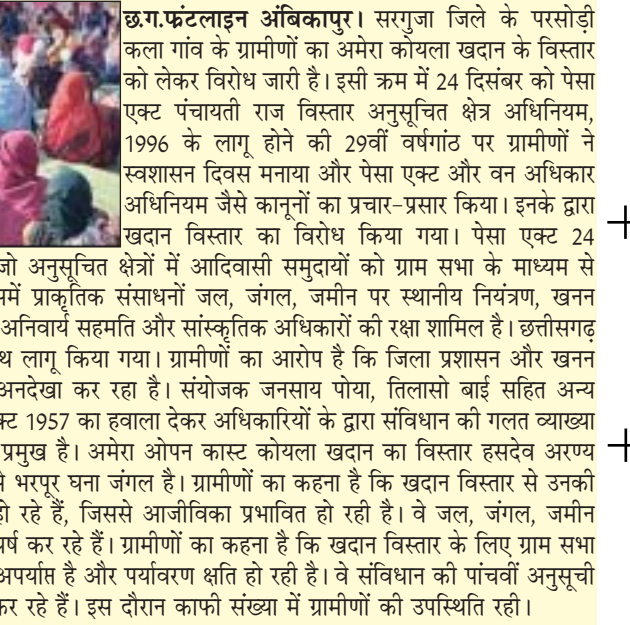 छ.ग.फ्रंटलाइन अंबिकापुर। सरगुजा जिले के परसोड़ी
कला गांव के ग्रामीणों का अमेरा कोयला खदान के विस्तार
को लेकर विरोध जारी है। इसी क्रम में 24 दिसंबर को पेसा
एक्ट पंचायती राज विस्तार अनुसूचित क्षेत्र अधिनियम,
1996 के लागू होने की 29वीं वर्षगांठ पर ग्रामीणों ने
स्वशासन दिवस मनाया और पेसा एक्ट और वन अधिकार
अधिनियम जैसे कानूनों का प्रचार-प्रसार किया। इनके द्वारा
खदान विस्तार का विरोध किया गया। पेसा एक्ट 24
जो अनुसूचित क्षेत्रों में आदिवासी समुदायों को ग्राम सभा के माध्यम से
प्राकृतिक संसाधनों जल, जंगल, जमीन पर स्थानीय नियंत्रण, खनन
अनिवार्य सहमति और सांस्कृतिक अधिकारों की रक्षा शामिल है। छत्तीसगढ़
लागू किया गया। ग्रामीणों का आरोप है कि जिला प्रशासन और खनन
अनदेखा कर रहा है। संयोजक जनसाय पोया, तिलासो बाई सहित अन्य
1957 का हवाला देकर अधिकारियों के द्वारा संविधान की गलत व्याख्या
प्रमुख है। अमेरा ओपन कास्ट कोयला खदान का विस्तार हसदेव अरण्य
भरपूर घना जंगल है। ग्रामीणों का कहना है कि खदान विस्तार से उनकी
हो रहे हैं, जिससे आजीविका प्रभावित हो रही है। वे जल, जंगल, जमीन
कर रहे हैं। ग्रामीणों का कहना है कि खदान विस्तार के लिए ग्राम सभा
अपर्याप्त है और पर्यावरण क्षति हो रही है। वे संविधान की पांचवीं अनुसूची
कर रहे हैं। इस दौरान काफी संख्या में ग्रामीणों की उपस्थिति रही।